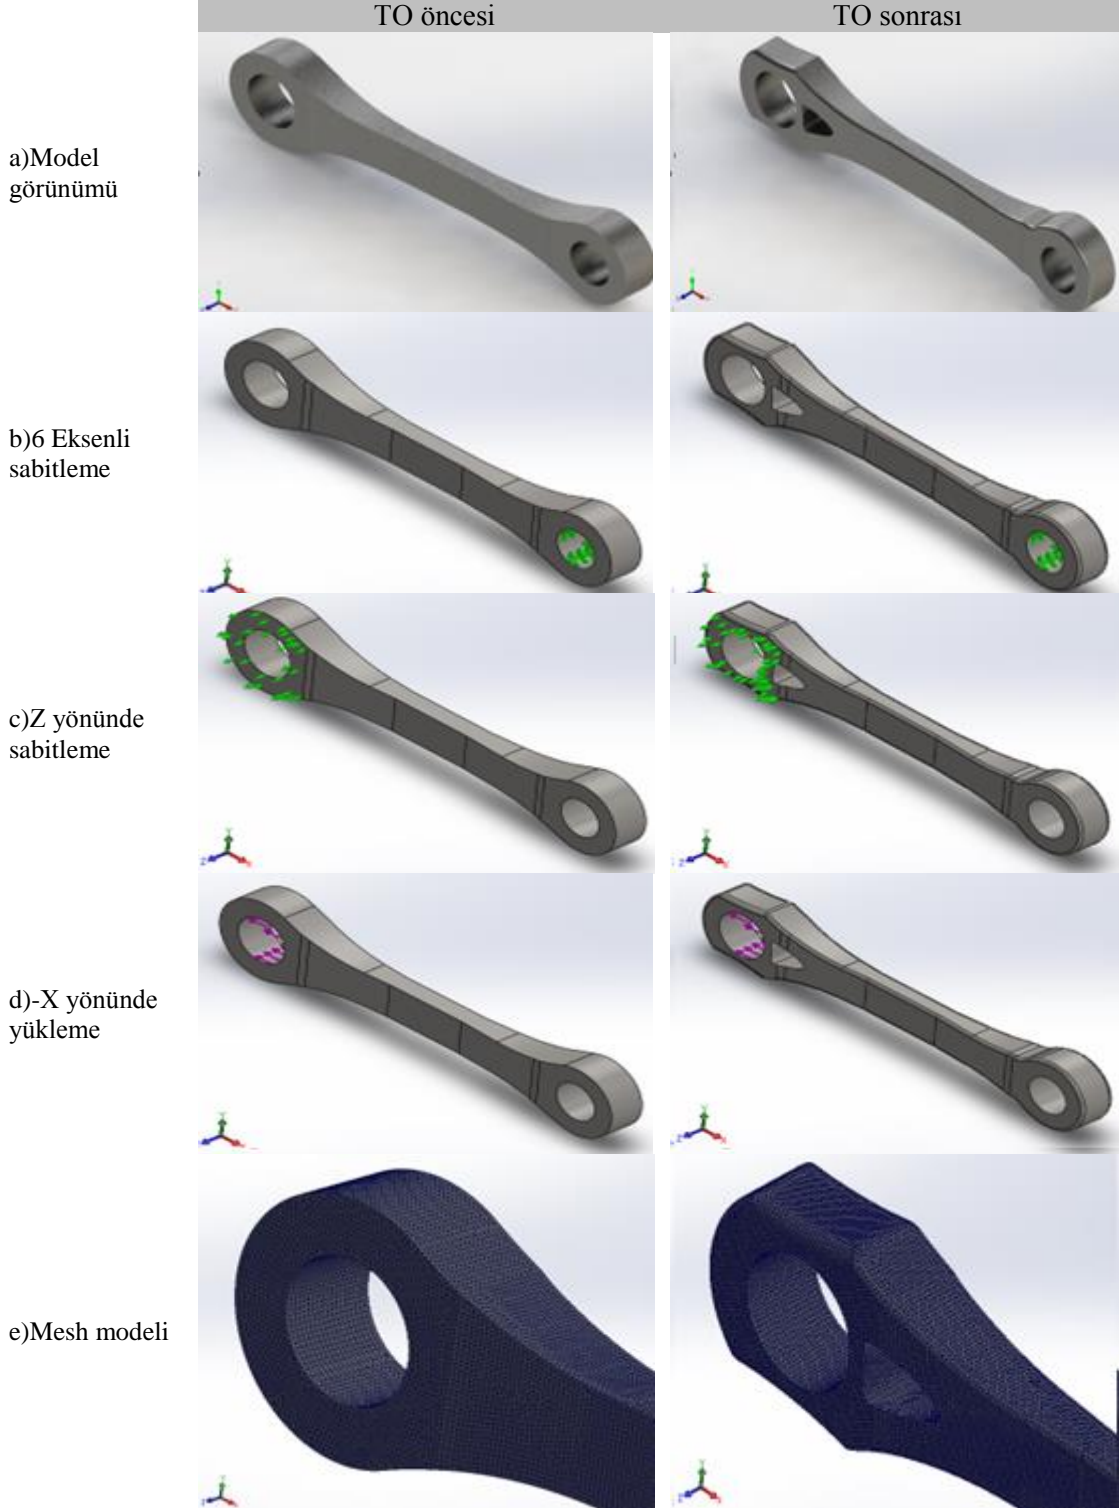 TO öncesi TO sonrası
a)Model
görünümü
b)6 Eksenli
sabitleme
c)Z yönünde
sabitleme
d)-X yönünde
yükleme
e)Mesh modeli